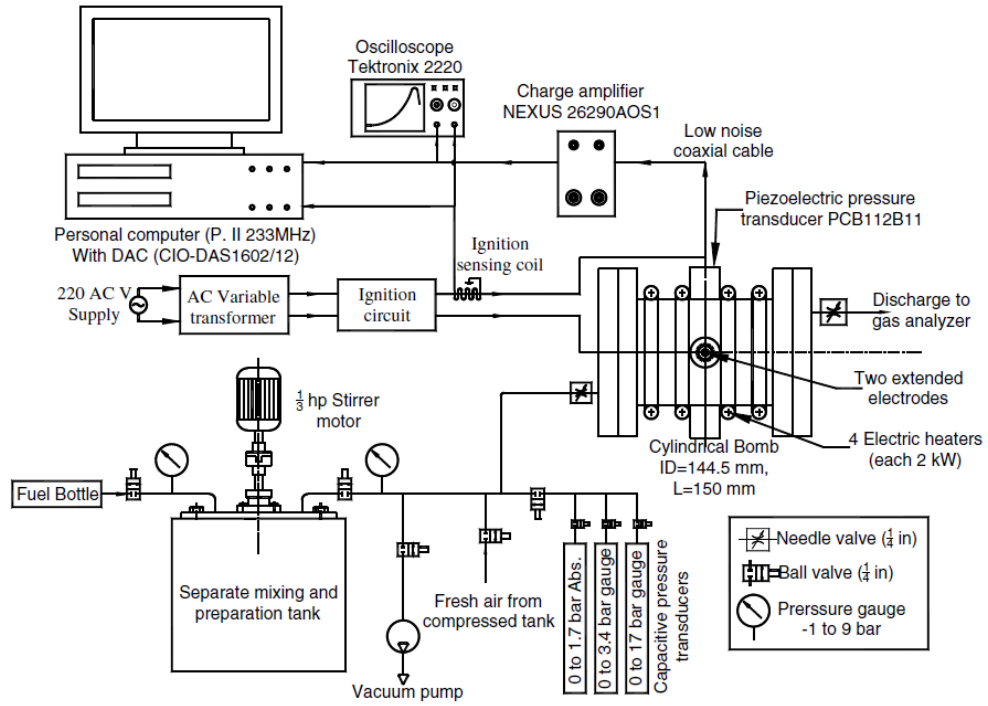 Oscilloscope
Tektronix 2220
Charge amplifier
NEXUS 26290AOS1
Low noise
coaxial cable
Piezoelectric pressure
transducer PCB112B11
Personal computer (P. II 233MHz)
With DAC (CIO-DAS1602/12)
Ignition
sensing coil
220 AC V
Supply
AC Variable
transformer
Ignition
circuit
Discharge to
gas analyzer
Two extended
electrodes
1/3 hp Stirrer
motor
4 Electric heaters
(each 2 kW)
Cylindrical Bomb
ID=144.5 mm,
L=150 mm
Fuel Bottle
Separate mixing and
preparation tank
Fresh air from
compressed tank
Vacuum pump
0 to 1.7 bar Abs.
0 to 3.4 bar gauge
0 to 17 bar gauge
Capacitive pressure
transducers
Needle valve (1/4 in)
Ball valve (1/4 in)
Prerssure gauge
-1 to 9 bar